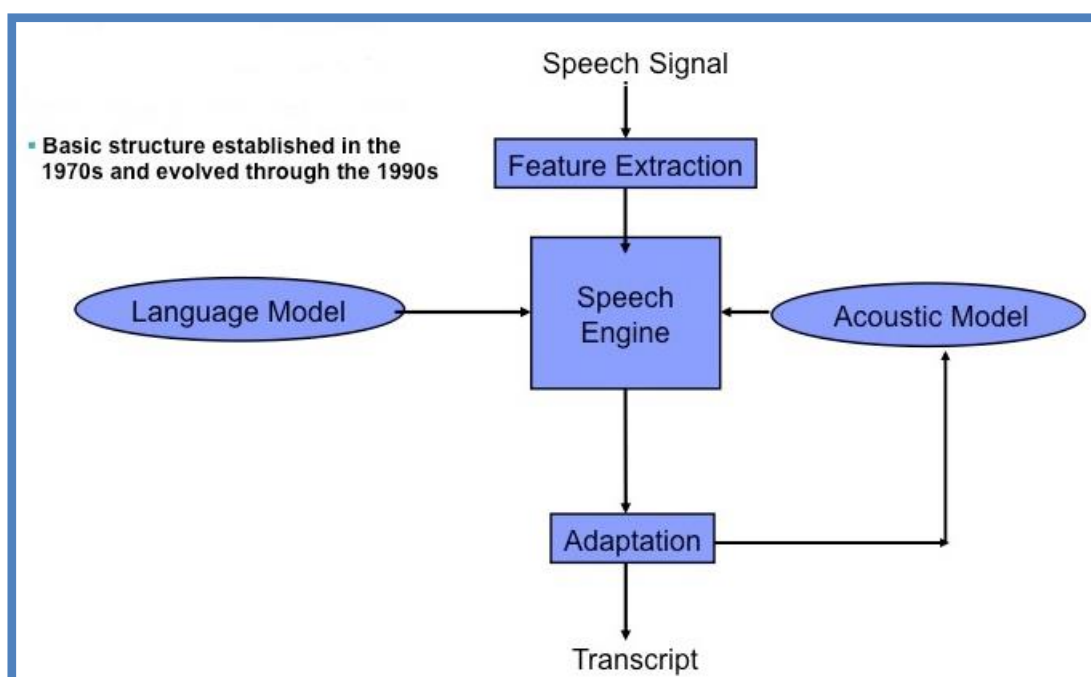 Speech Signal
▪ Basic structure established in the
1970s and evolved through the 1990s
Feature Extraction
Language Model
Speech
Engine
Acoustic Model
Adaptation
Transcript